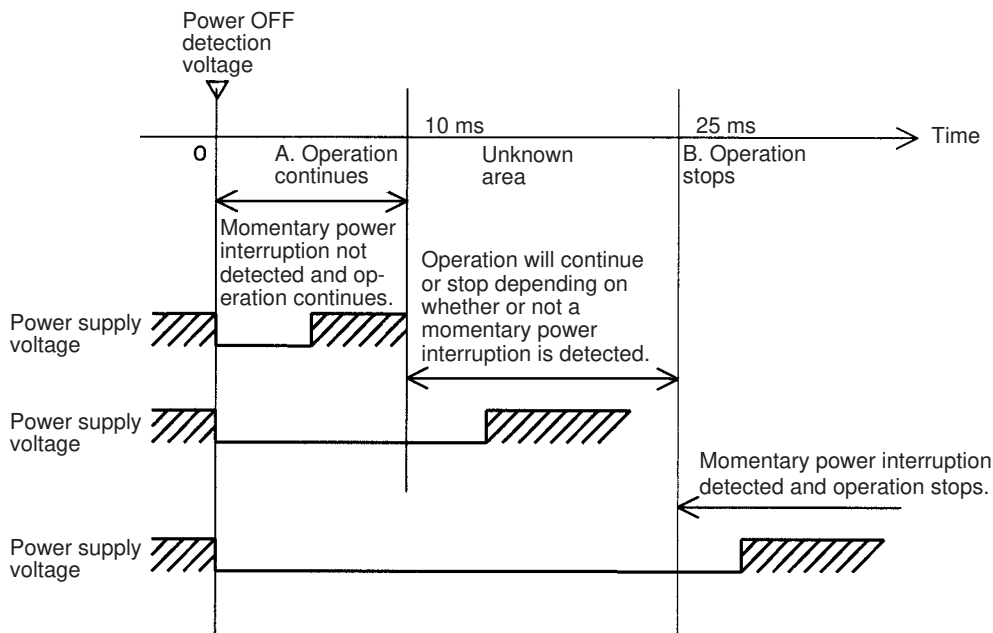 Power OFF
detection
voltage
10 ms
25 ms
Time
0
A. Operation
continues
Unknown
area
B. Operation
stops
Momentary power
interruption not
detected and op-
eration continues.
Operation will continue
or stop depending on
whether or not a
momentary power
interruption is detected.
Power supply
voltage
Power supply
voltage
Momentary power interruption
detected and operation stops.
Power supply
voltage